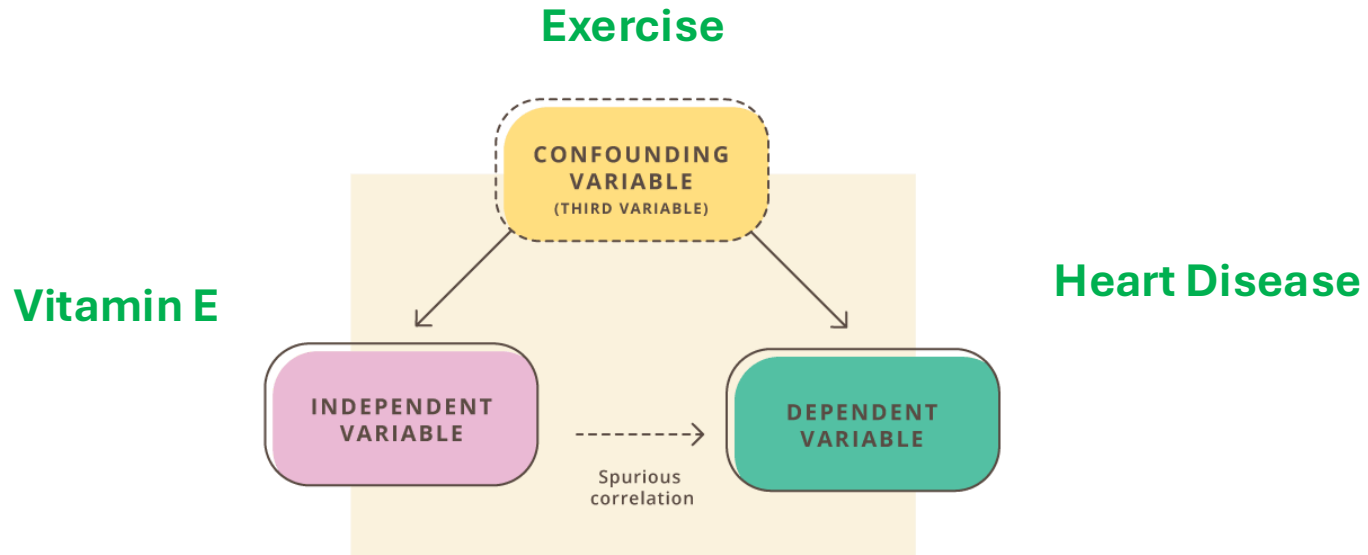 Exercise
CONFOUNDING
VARIABLE
(THIRD VARIABLE)
Vitamin E
Heart Disease
INDEPENDENT
VARIABLE
DEPENDENT
VARIABLE
Spurious
correlation